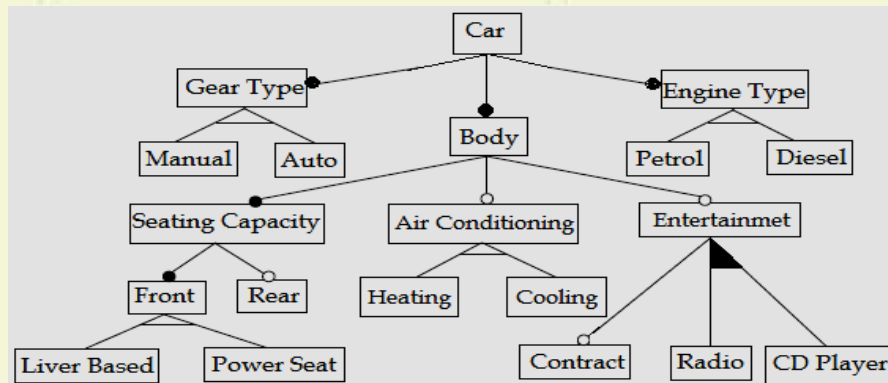 Car
Gear Type
Engine Type
Manual
Auto
Body
Petrol
Diesel
Seating Capacity
Air Conditioning
Entertainmet
Front
Rear
Heating
Cooling
Liver Based
Power Seat
Contract
Radio
CD Player